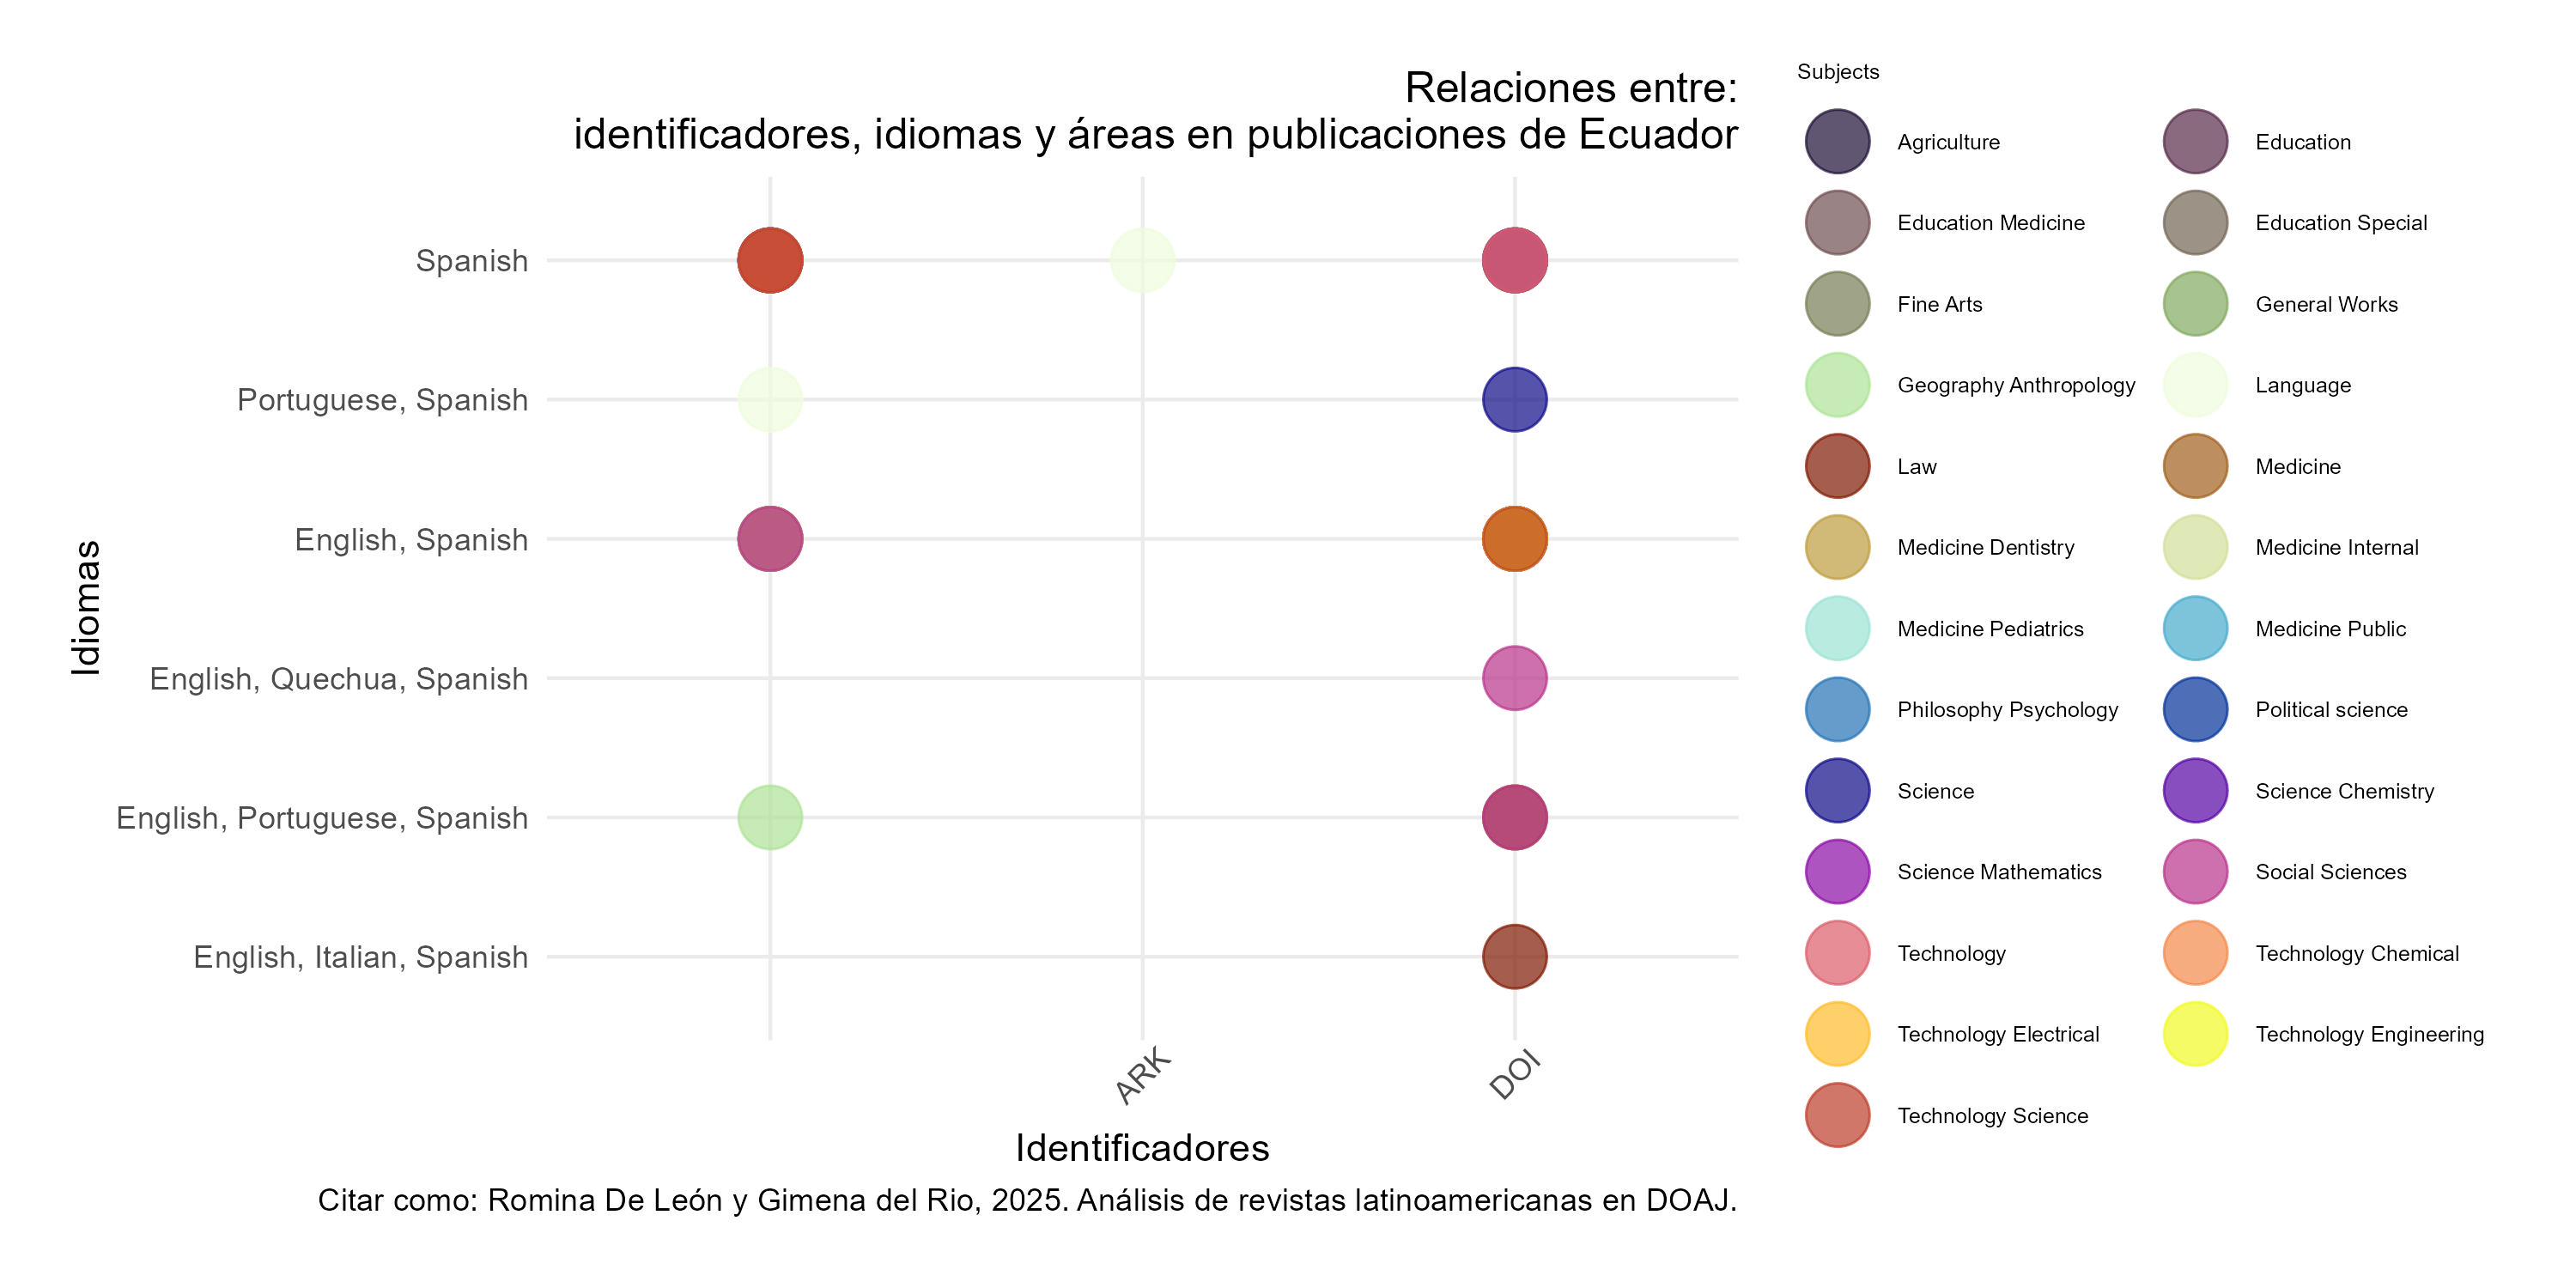 Relaciones entre:
identificadores, idiomas y áreas en publicaciones de Ecuador
Idiomas
Spanish
Portuguese, Spanish
English, Spanish
English, Quechua, Spanish
English, Portuguese, Spanish
English, Italian, Spanish
ARK
DOI
Identificadores
Citar como: Romina De León y Gimena del Rio, 2025. Análisis de revistas latinoamericanas en DOAJ.
Subjects
Agriculture
Education
Education Medicine
Education Special
Fine Arts
General Works
Geography Anthropology
Language
Law
Medicine
Medicine Dentistry
Medicine Internal
Medicine Pediatrics
Medicine Public
Philosophy Psychology
Political science
Science
Science Chemistry
Science Mathematics
Social Sciences
Technology
Technology Chemical
Technology Electrical
Technology Engineering
Technology Science